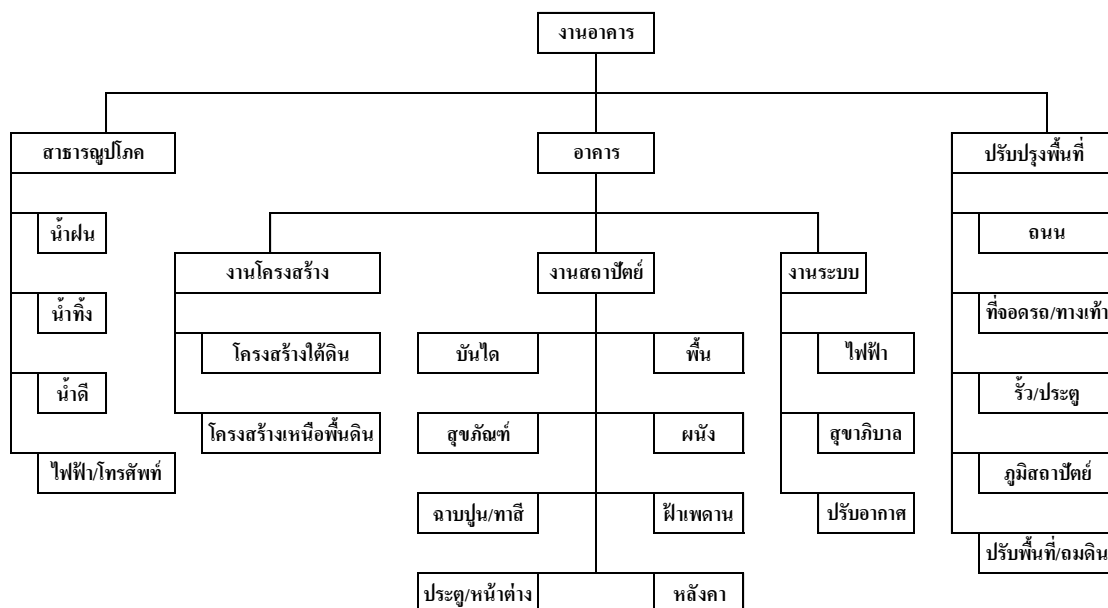 งานอาคาร
สาธารณูปโภค
อาคาร
ปรับปรุงพื้นที่
น้ำฝน
ถนน
งานโครงสร้าง
งานสถาปัตย์
งานระบบ
น้ำทิ้ง
ที่จอดรถ/ทางเท้า
โครงสร้างใต้ดิน
บันได
พื้น
ไฟฟ้า
น้ำดี
รั้ว/ประตู
โครงสร้างเหนือพื้นดิน
สุขภัณฑ์
ผนัง
สุขาภิบาล
ไฟฟ้า/โทรศัพท์
ภูมิสถาปัตย์
ฉาบปูน/ทาสี
ฝ้าเพดาน
ปรับอากาศ
ปรับพื้นที่/ถมดิน
ประตู/หน้าต่าง
หลังคา